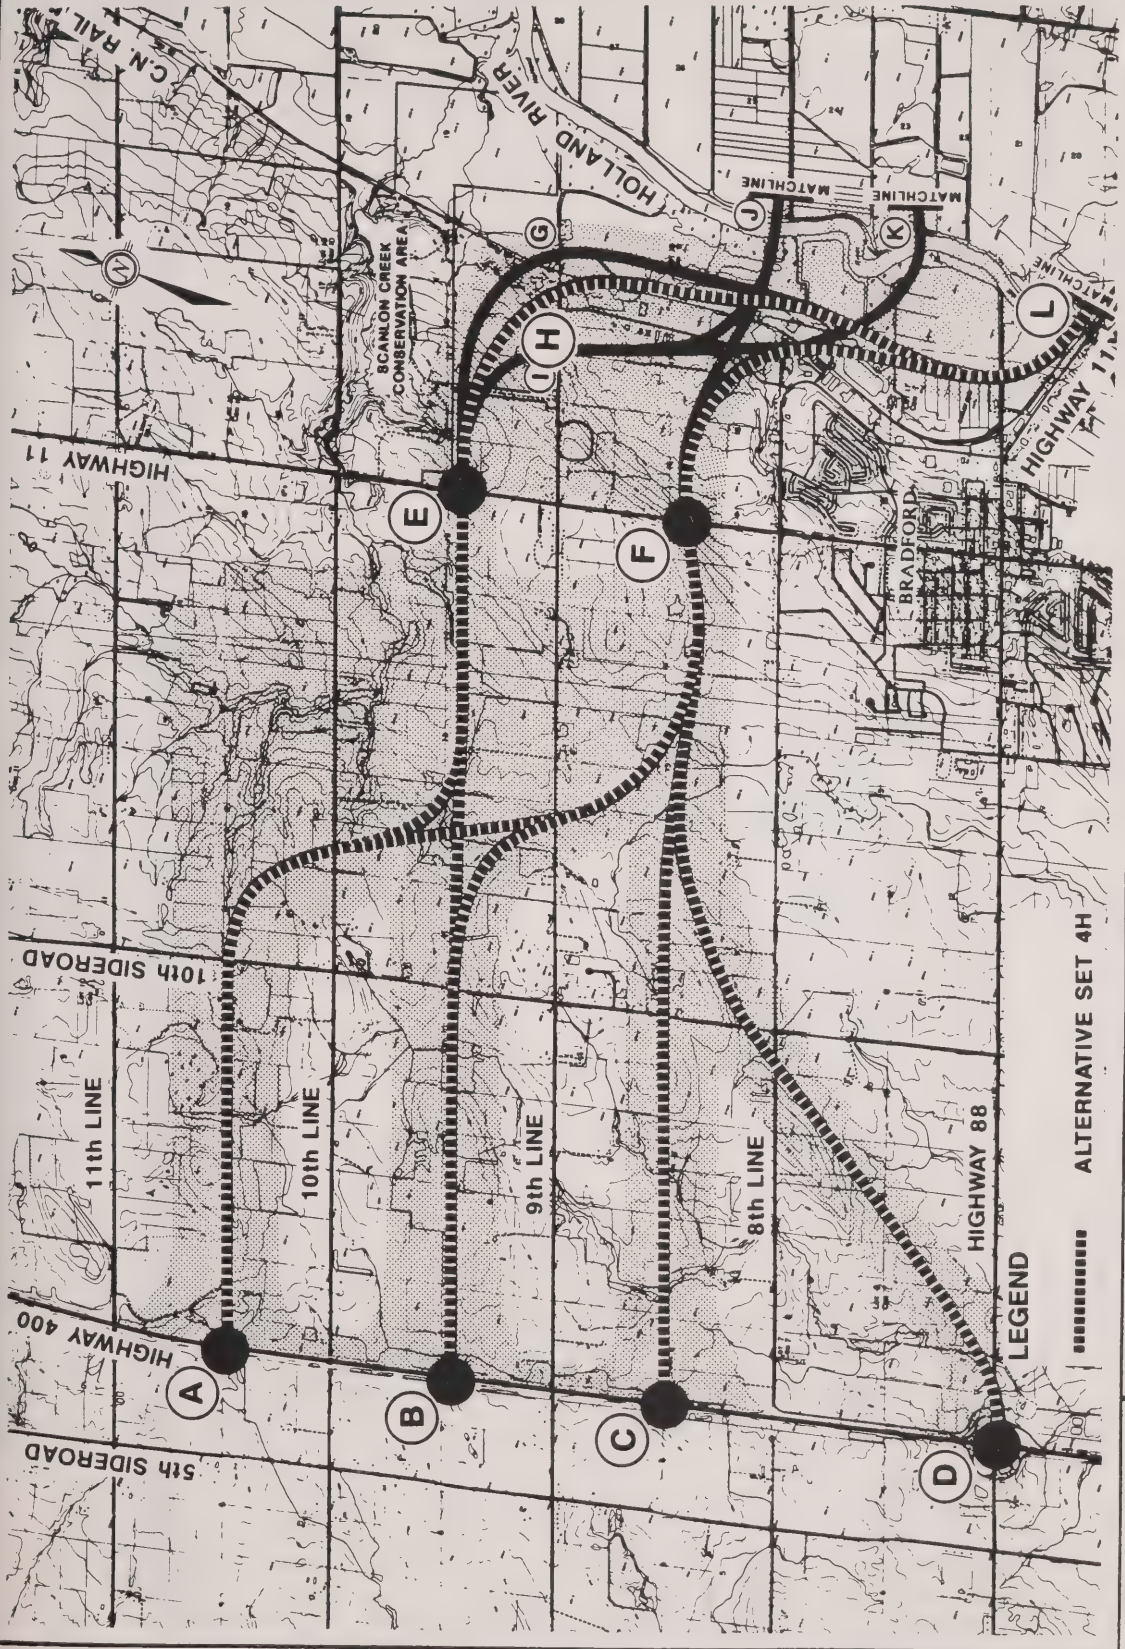 C.N. RAIL
HOLLAND RIVER
N
SCANLON CREEK
CONSERVATION AREA
HIGHWAY 11
G
H
I
J
K
L
MATCHLINE
MATCHLINE
MATCHLINE
HIGHWAY 11
E
F
BRADFORD
10th SIDEROAD
11th LINE
10th LINE
9th LINE
8th LINE
HIGHWAY 88
HIGHWAY 400
5th SIDEROAD
A
B
C
D
LEGEND
ALTERNATIVE SET 4H